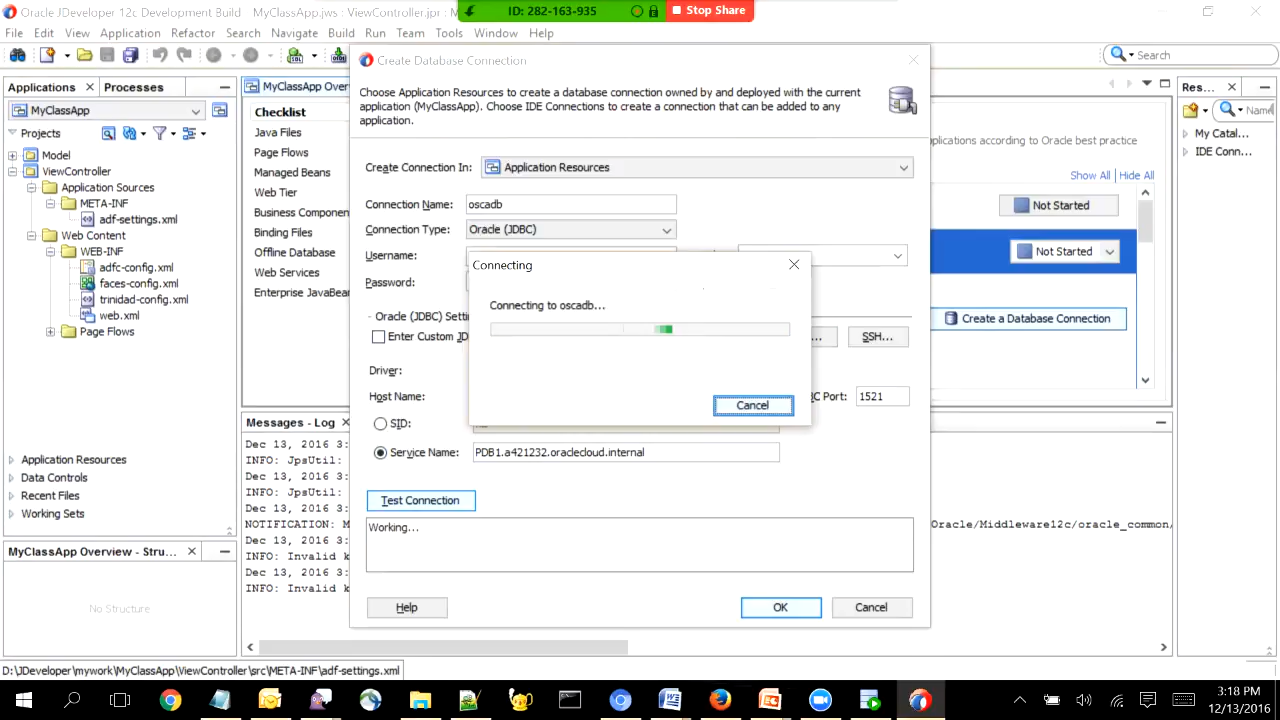 Oracle JDeveloper 12c Development Build MyClassApp.jws : ViewController.jpr
ID: 282-163-935
Stop Share
File Edit View Application Refactor Search Navigate Build Run Team Tools Window Help
Search
Applications
Processes
MyClassApp
Projects
Model
ViewController
Application Sources
META-INF
adf-settings.xml
Web Content
WEB-INF
adfc-config.xml
faces-config.xml
trinidad-config.xml
web.xml
Page Flows
Application Resources
Data Controls
Recent Files
Working Sets
MyClassApp Overview - Stru...
No Structure
MyClassApp Over
Checklist
Java Files
Page Flows
Managed Beans
Web Tier
Business Componen
Binding Files
Offline Database
Web Services
Enterprise JavaBean
Create Database Connection
Choose Application Resources to create a database connection owned by and deployed with the current
application (MyClassApp). Choose IDE Connections to create a connection that can be added to any
application.
Create Connection In: Application Resources
Connection Name: oscadb
Connection Type: Oracle (JDBC)
Username:
Password:
Oracle (JDBC) Setti
Enter Custom JD
Driver:
Host Name:
SID:
Service Name: PDB1.a421232.oraclecloud.internal
Connecting
Connecting to oscadb...
Cancel
...
SSH...
C Port: 1521
Test Connection
Working...
Help
OK
Cancel
plications according to Oracle best practice
Show All | Hide All
Not Started
Not Started
Create a Database Connection
Res...
Name
My Catal...
IDE Conn...
Messages - Log
Dec 13, 2016 3:
INFO: JpsUtil:
Dec 13, 2016 3:
INFO: JpsUtil:
Dec 13, 2016 3:
NOTIFICATION: M
Oracle/Middleware12c/oracle_common/
Dec 13, 2016 3:
INFO: Invalid k
Dec 13, 2016 3:
INFO: Invalid k
D:\JDeveloper\mywork\MyClassApp\ViewController\src\META-INF\adf-settings.xml
3:18 PM
12/13/2016